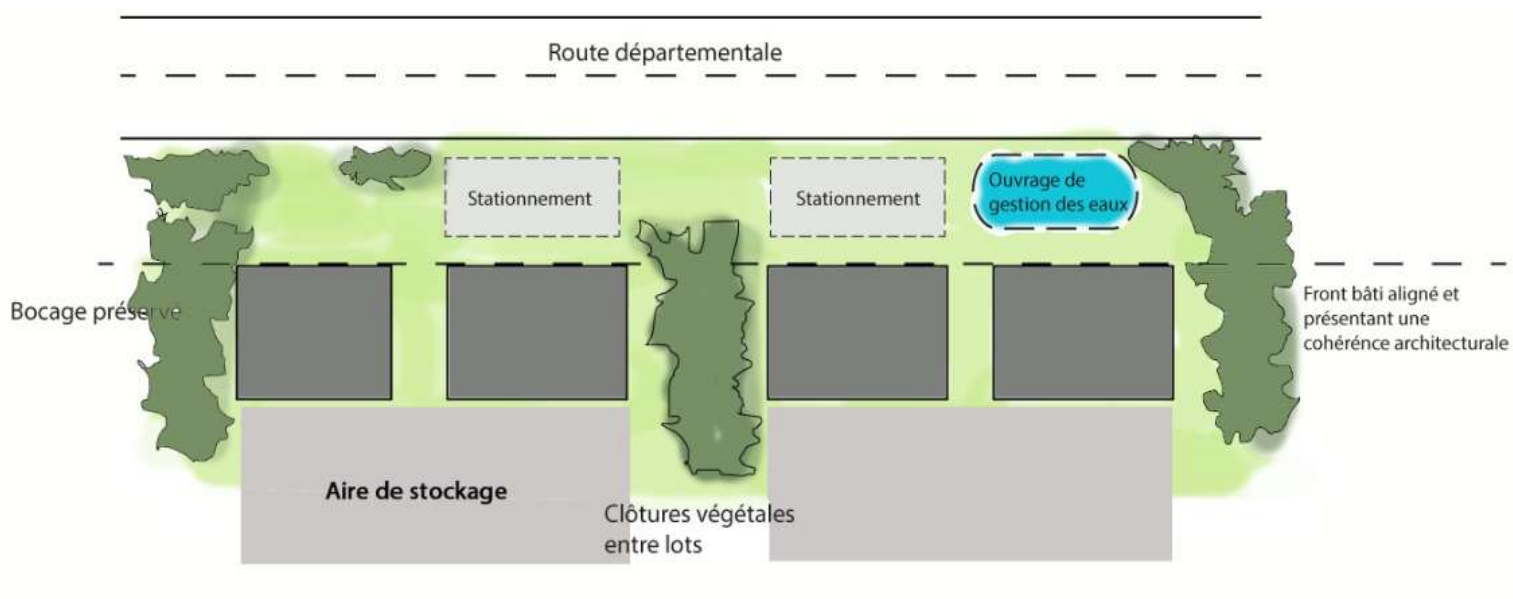 Route départementale
Stationnement
Stationnement
Ouvrage de
gestion des eaux
Bocage préservé
Front bâti aligné et
présentant une
cohérénce architecturale
Aire de stockage
Clôtures végétales
entre lots